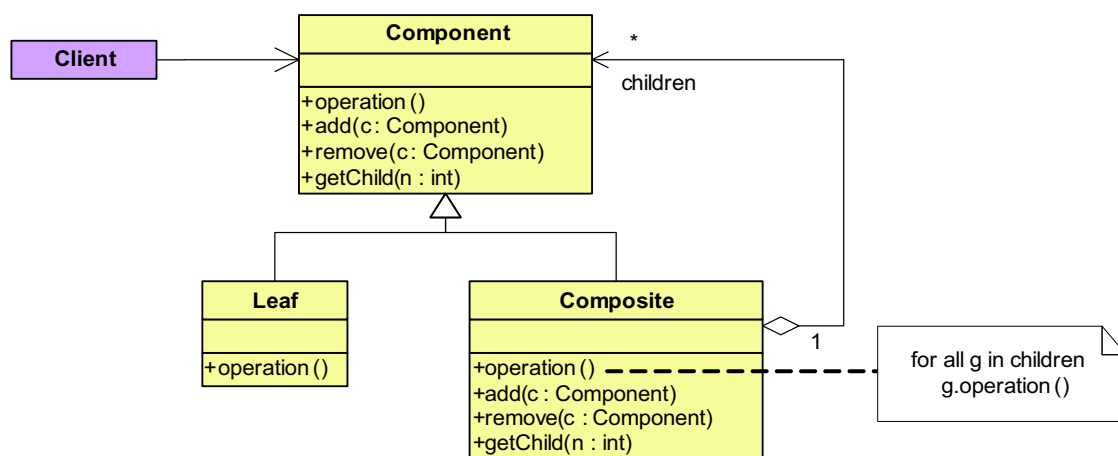 Component
Client
*
children
+operation()
+add(c: Component)
+remove(c: Component)
+getChild(n : int)
Leaf
+operation()
Composite
1
+operation()
+add(c : Component)
+remove(c : Component)
+getChild(n : int)
for all g in children
g.operation()